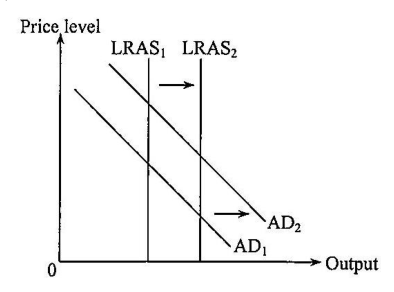 Price level
LRAS₁ LRAS₂
AD₂
AD₁
0
Output